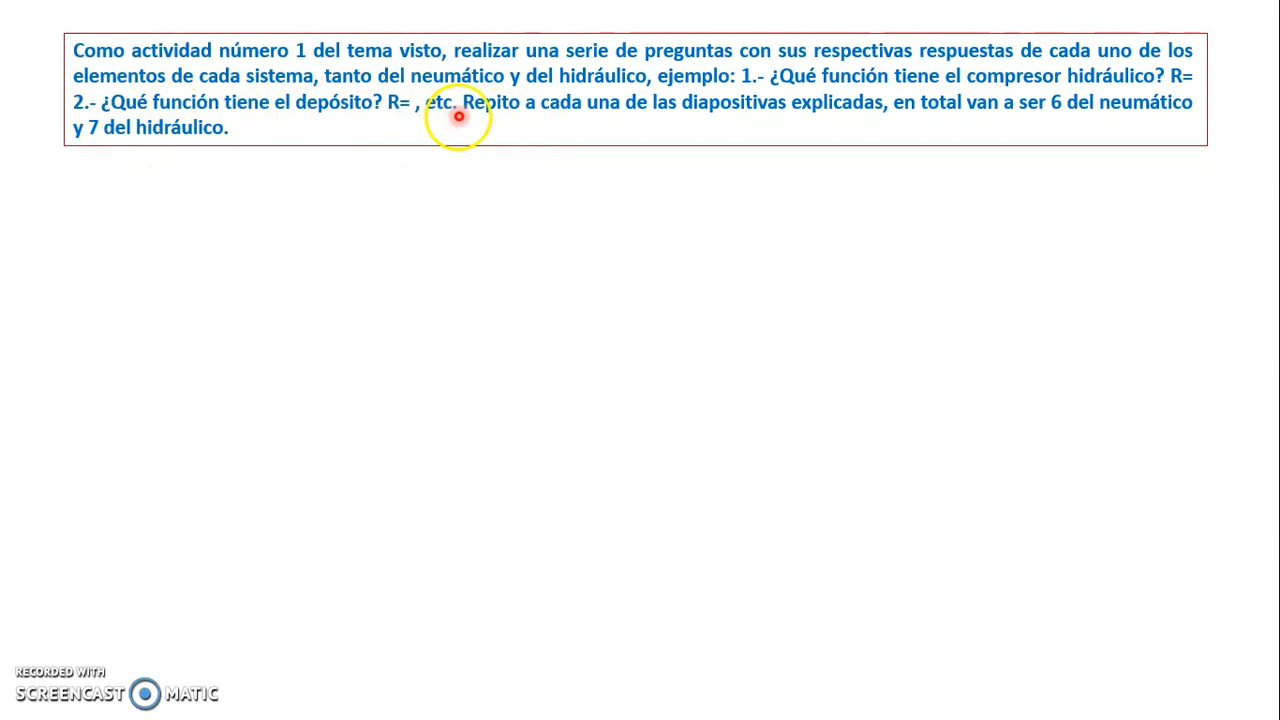 Como actividad número 1 del tema visto, realizar una serie de preguntas con sus respectivas respuestas de cada uno de los
elementos de cada sistema, tanto del neumático y del hidráulico, ejemplo: 1.- ¿Qué función tiene el compresor hidráulico? R=
2.- ¿Qué función tiene el depósito? R= , etc. Repito a cada una de las diapositivas explicadas, en total van a ser 6 del neumático
y 7 del hidráulico.
RECORDED WITH
SCREENCAST MATIC